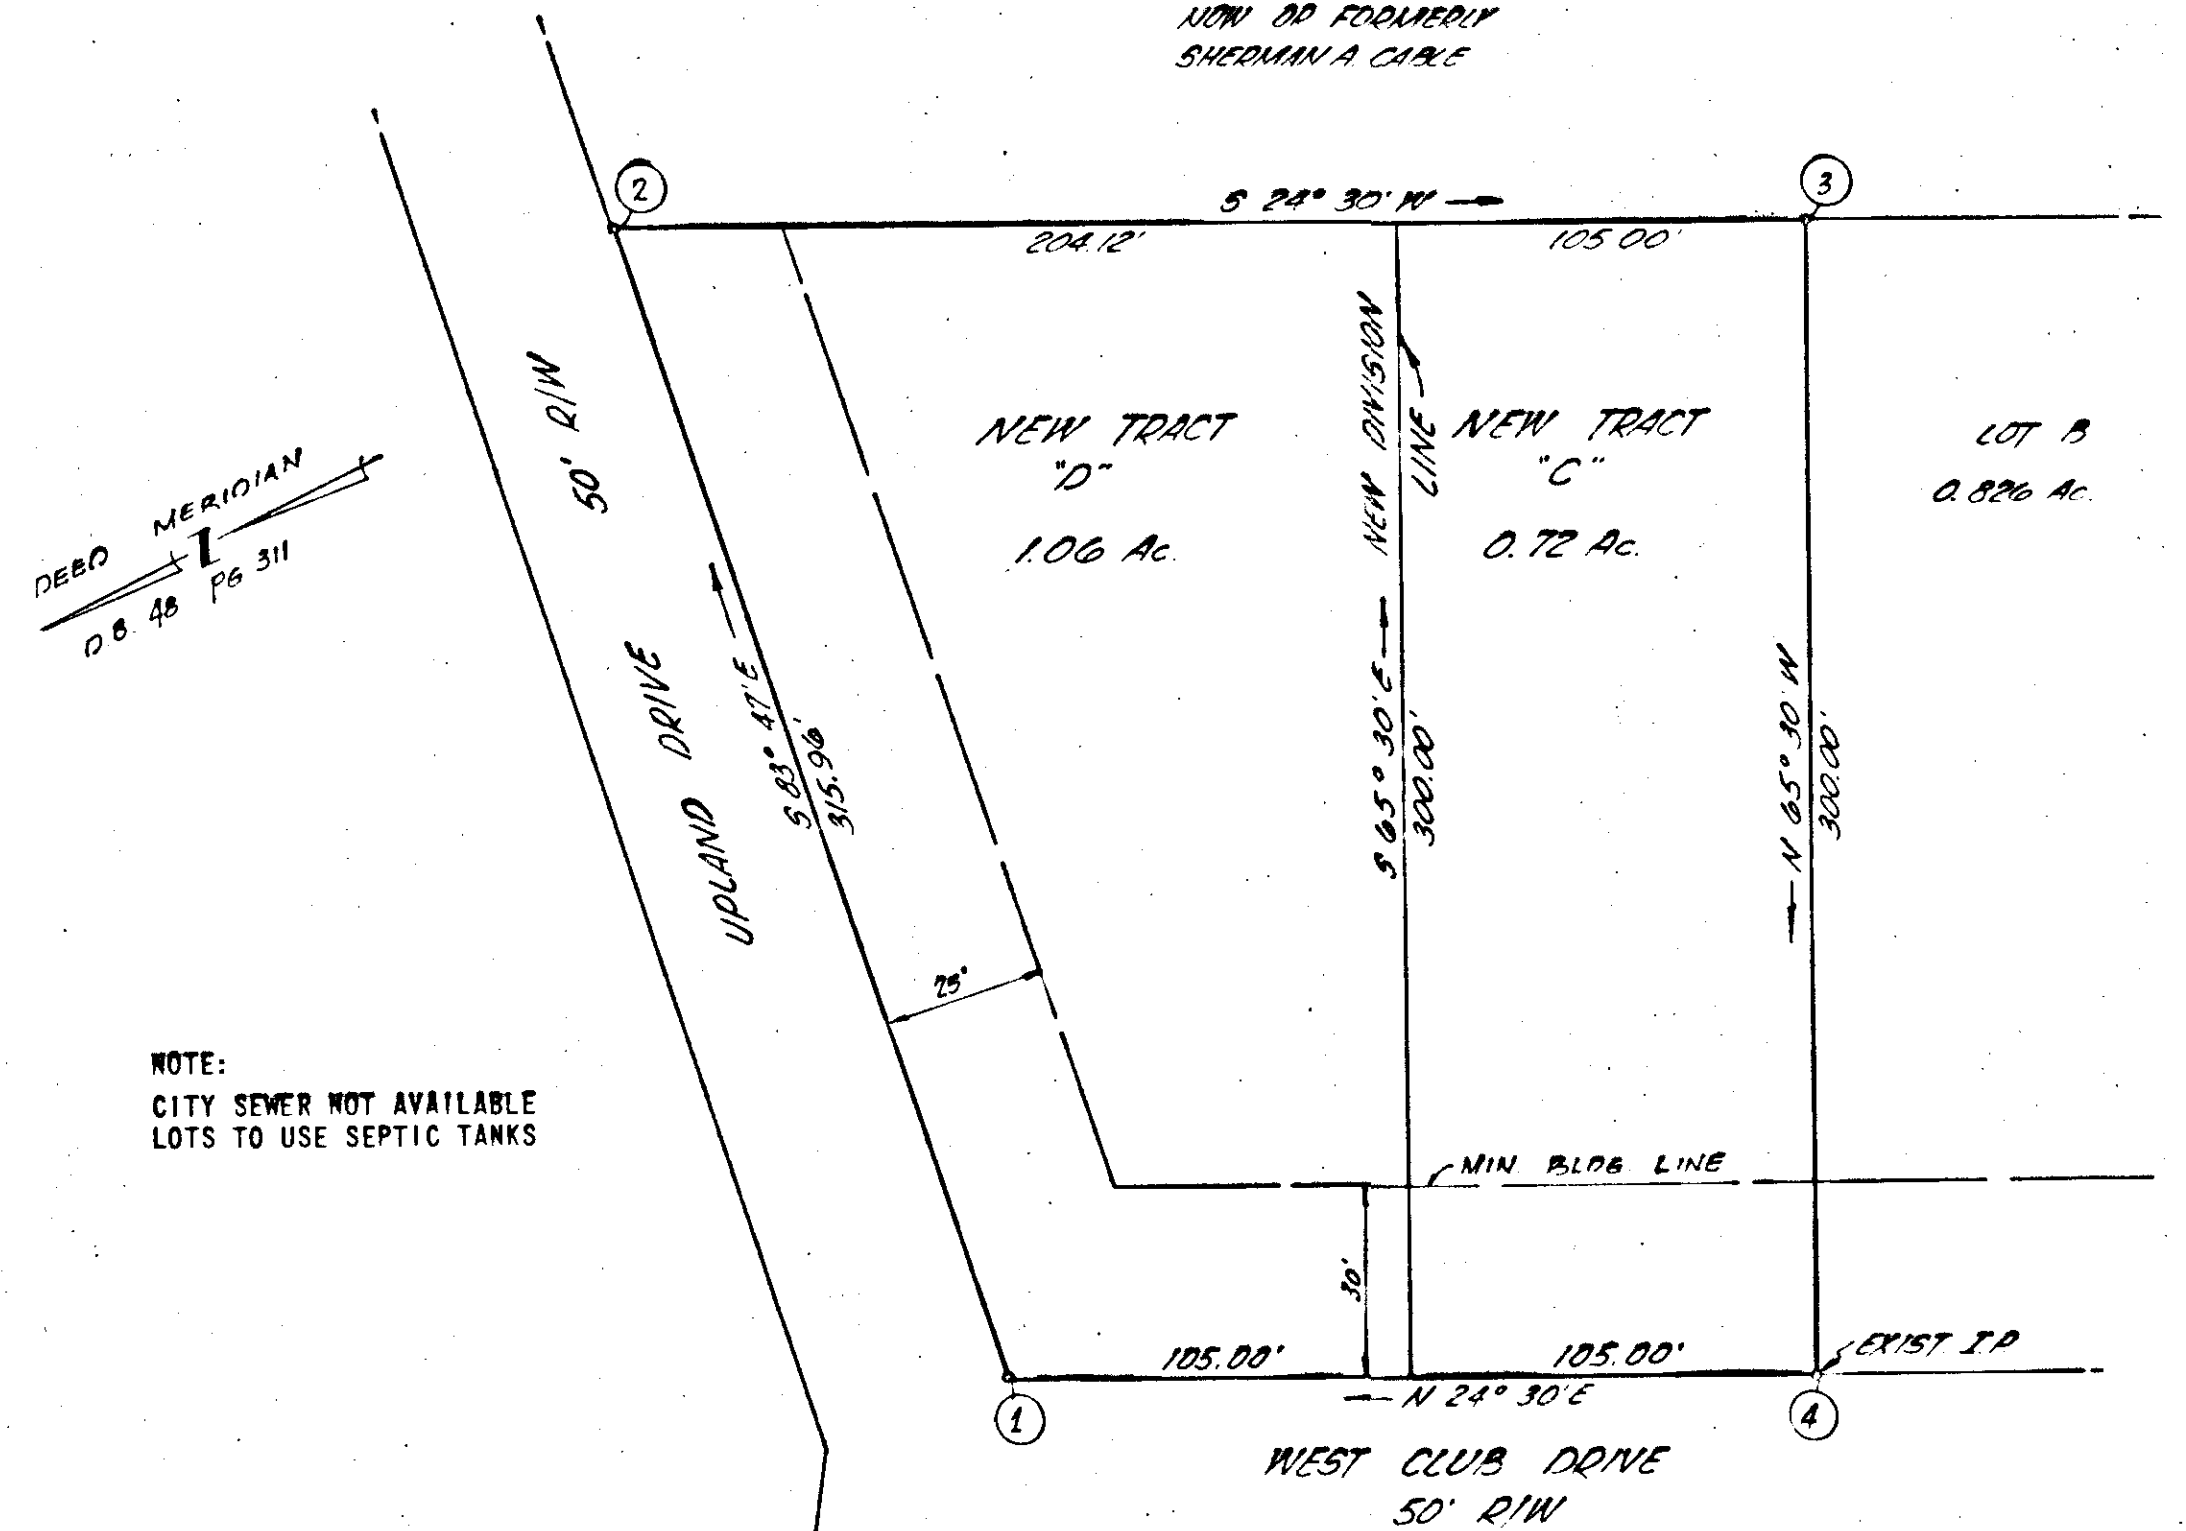 NOW OR FORMERLY
SHERMAN A. CABLE
2
3
S 24° 30' W
204.12'
105.00'
50' R/W
NEW DIVISION
LINE
NEW TRACT
"D"
1.06 Ac.
NEW TRACT
"C"
0.72 Ac.
LOT B
0.826 Ac.
DEED MERIDIAN
D.B. 48 PG 311
UPLAND DRIVE
S 83° 47' E
315.96'
S 65° 30' E
300.00'
N 65° 30' W
300.00'
25'
NOTE:
CITY SEWER NOT AVAILABLE
LOTS TO USE SEPTIC TANKS
MIN. BLDG. LINE
30'
105.00'
105.00'
EXIST I.P.
N 24° 30' E
1
4
WEST CLUB DRIVE
50' R/W